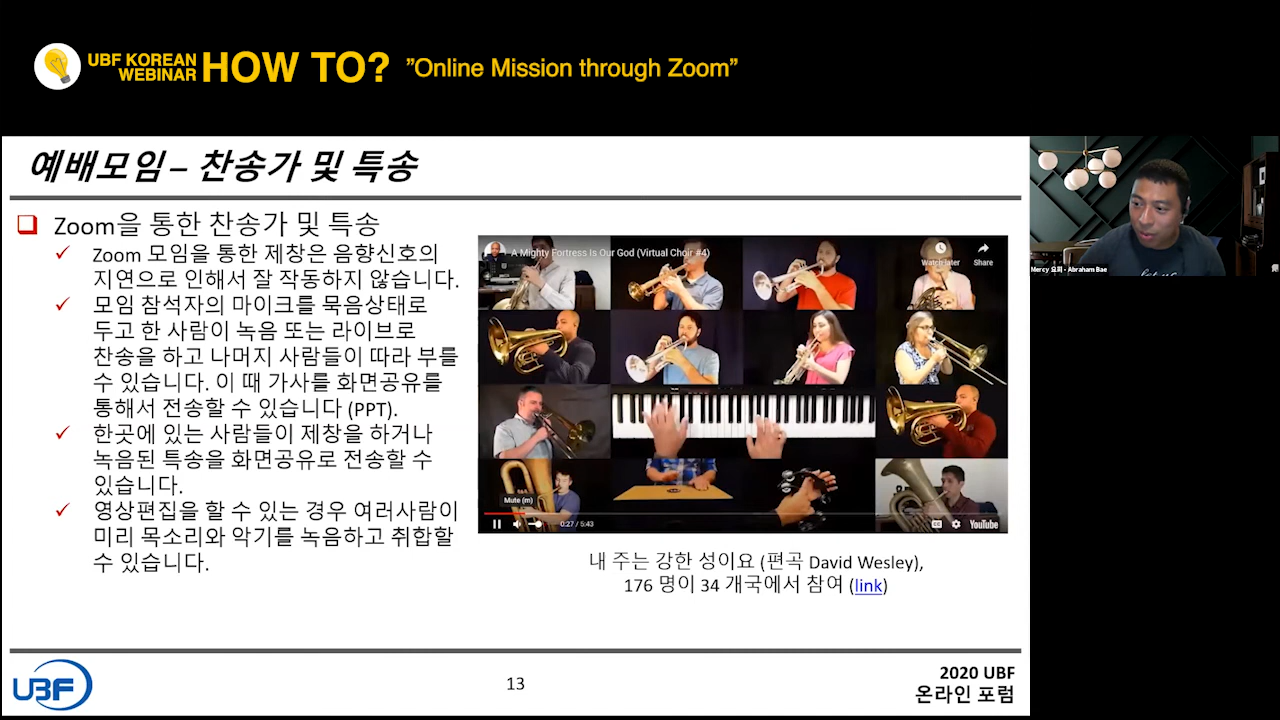 UBF KOREAN
WEBINAR
HOW TO?
”Online Mission through Zoom”
예배모임 – 찬송가 및 특송
Zoom을 통한 찬송가 및 특송
Zoom 모임을 통한 제창은 음향신호의
지연으로 인해서 잘 작동하지 않습니다.
모임 참석자의 마이크를 묵음상태로
두고 한 사람이 녹음 또는 라이브로
찬송을 하고 나머지 사람들이 따라 부를
수 있습니다. 이 때 가사를 화면공유를
통해서 전송할 수 있습니다 (PPT).
한곳에 있는 사람들이 제창을 하거나
녹음된 특송을 화면공유로 전송할 수
있습니다.
영상편집을 할 수 있는 경우 여러사람이
미리 목소리와 악기를 녹음하고 취합할
수 있습니다.
A Mighty Fortress Is Our God (Virtual Choir #4)
Watch later
Share
Mute (m)
0:27 / 5:43
CC
YouTube
내 주는 강한 성이요 (편곡 David Wesley),
176 명이 34 개국에서 참여 (link)
Mercy 요피 - Abraham Bae
UBF
13
2020 UBF
온라인 포럼